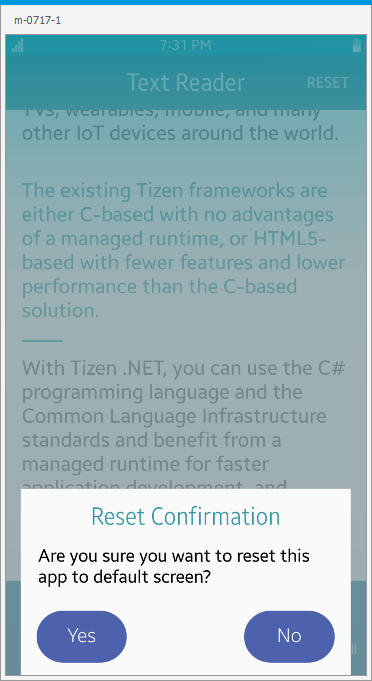 m-0717-1
7:31 PM
Text Reader
RESET
TVs, wearables, mobile, and many
other IoT devices around the world.
The existing Tizen frameworks are
either C-based with no advantages
of a managed runtime, or HTML5-
based with fewer features and lower
performance than the C-based
solution.
With Tizen .NET, you can use the C#
programming language and the
Common Language Infrastructure
standards and benefit from a
managed runtime for faster
application development, and
Reset Confirmation
Are you sure you want to reset this
app to default screen?
Yes
No